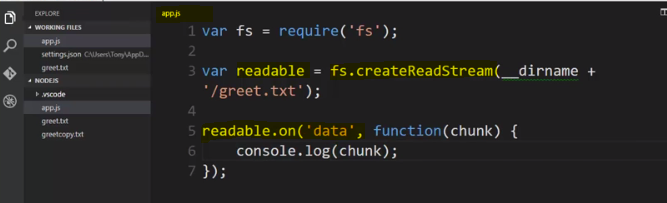 EXPLORE
WORKING FILES
app.js
settings.json C:\Users\Tony\AppD...
greet.txt
NODEJS
.vscode
app.js
greet.txt
greetcopy.txt
app.js
1 var fs = require('fs');
2
3 var readable = fs.createReadStream(__dirname +
'/greet.txt');
4
5 readable.on('data', function(chunk) {
6 console.log(chunk);
7 });